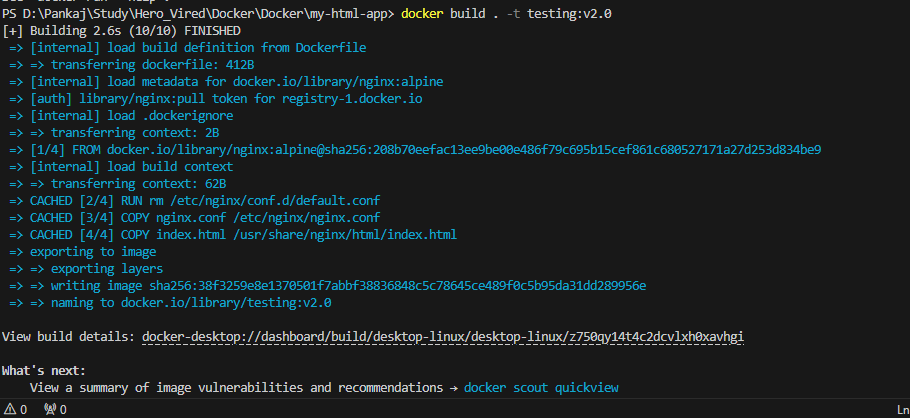 PS D:\Pankaj\Study\Hero_Vired\Docker\Docker\my-html-app> docker build . -t testing:v2.0
[+] Building 2.6s (10/10) FINISHED
=> [internal] load build definition from Dockerfile
=> => transferring dockerfile: 412B
=> [internal] load metadata for docker.io/library/nginx:alpine
=> [auth] library/nginx:pull token for registry-1.docker.io
=> [internal] load .dockerignore
=> => transferring context: 2B
=> [1/4] FROM docker.io/library/nginx:alpine@sha256:208b70eefac13ee9be00e486f79c695b15cef861c680527171a27d253d834be9
=> [internal] load build context
=> => transferring context: 62B
=> CACHED [2/4] RUN rm /etc/nginx/conf.d/default.conf
=> CACHED [3/4] COPY nginx.conf /etc/nginx/nginx.conf
=> CACHED [4/4] COPY index.html /usr/share/nginx/html/index.html
=> exporting to image
=> => exporting layers
=> => writing image sha256:38f3259e8e1370501f7abbf38836848c5c78645ce489f0c5b95da31dd289956e
=> => naming to docker.io/library/testing:v2.0
View build details: docker-desktop://dashboard/build/desktop-linux/desktop-linux/z750qy14t4c2dcvlxh0xavhgi
What's next:
View a summary of image vulnerabilities and recommendations → docker scout quickview
0 0 Ln